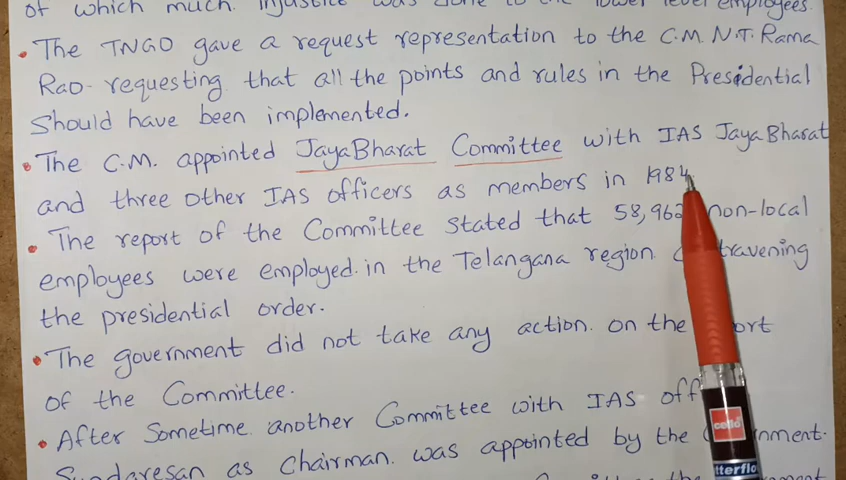 of which much injustice was done to the lower level employees.
• The TNGO gave a request representation to the C.M N.T. Rama
Rao requesting that all the points and rules in the Presidential
Should have been implemented.
• The C.M. appointed JayaBharat Committee with IAS JayaBharat
and three other IAS officers as members in 1984
• The report of the Committee stated that 58,962 non-local
employees were employed in the Telangana region
the presidential order.
• The government did not take any action on the
of the Committee.
• After Sometime another Committee with IAS
Sundaresan as Chairman was appointed by the
cello